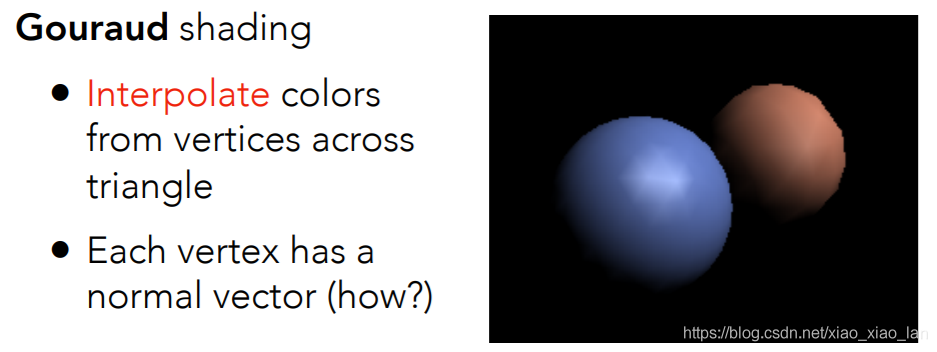 Gouraud shading
● Interpolate colors
from vertices across
triangle
● Each vertex has a
normal vector (how?)
https://blog.csdn.net/xiao_xiao_lan